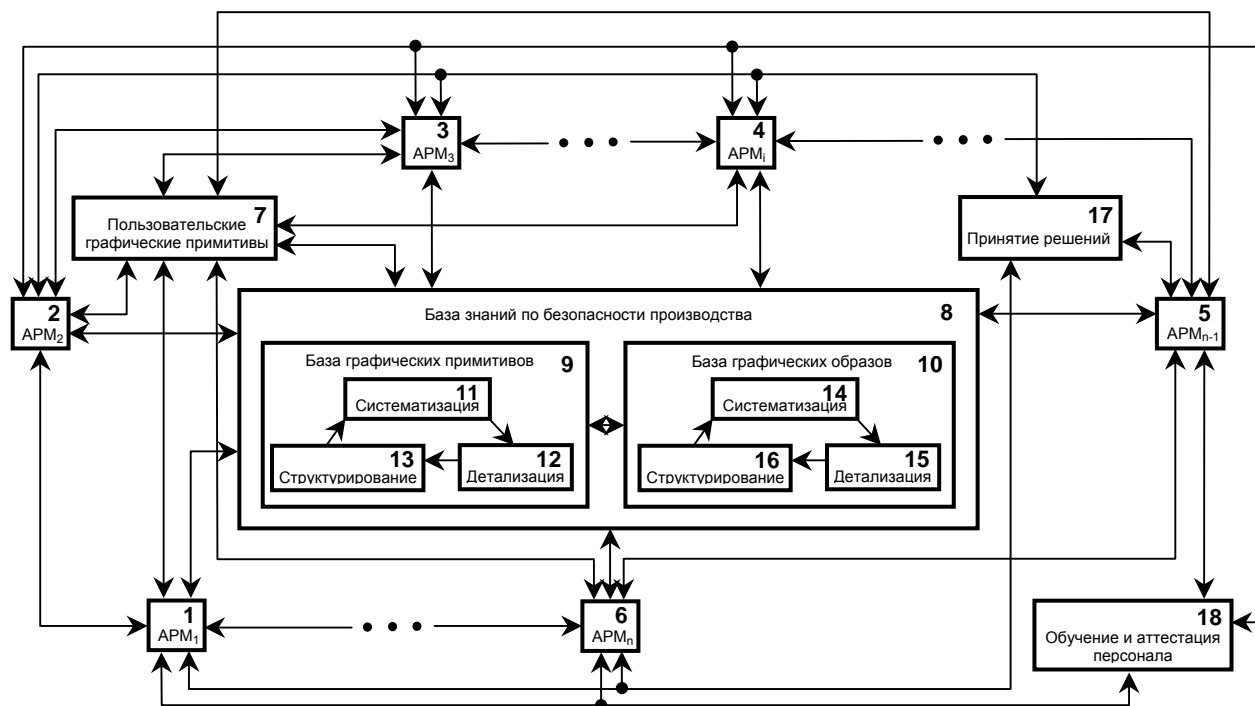 3
АРМ3
4
АРМi
7
Пользовательские
графические примитивы
17
Принятие решений
2
АРМ2
База знаний по безопасности производства
8
5
АРМn-1
База графических примитивов
9
База графических образов
10
11
Систематизация
14
Систематизация
13
Структурирование
12
Детализация
16
Структурирование
15
Детализация
1
АРМ1
6
АРМn
18
Обучение и аттестация
персонала